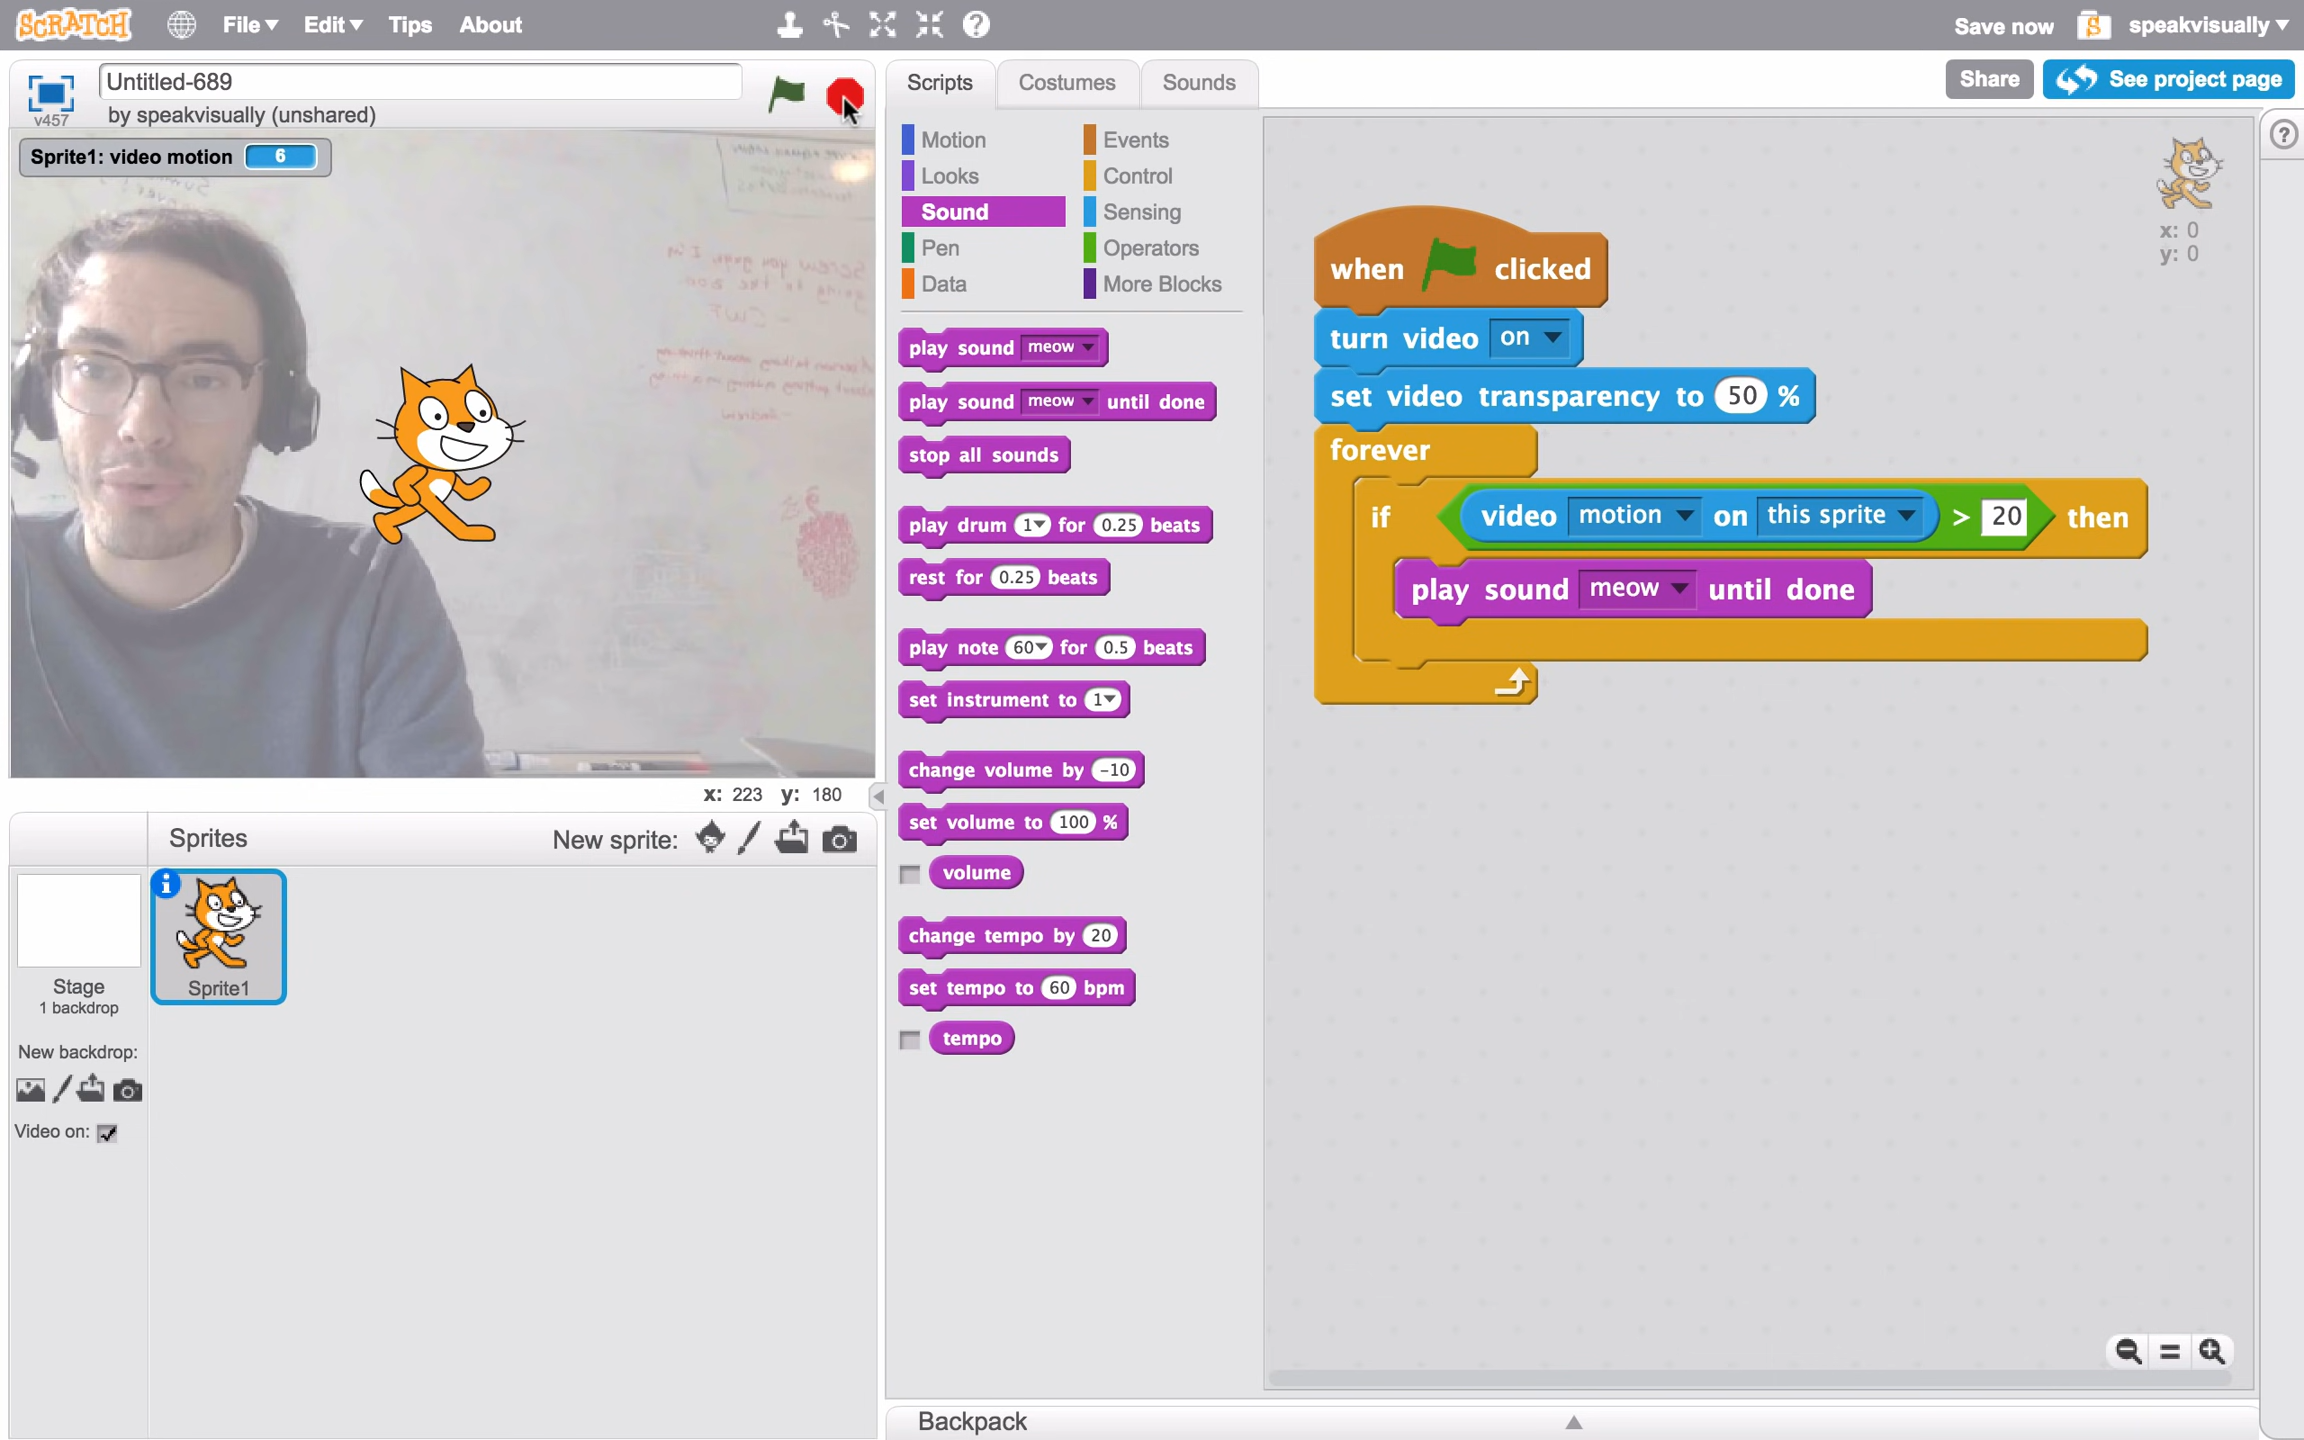 SCRATCH
File▾ Edit▾ Tips About
Save now speakvisually▾
v457
Untitled-689
by speakvisually (unshared)
Scripts Costumes Sounds
Share
See project page
Sprite1: video motion 6
Motion
Looks
Sound
Pen
Data
Events
Control
Sensing
Operators
More Blocks
play sound meow▾
play sound meow▾ until done
stop all sounds
play drum 1▾ for 0.25 beats
rest for 0.25 beats
play note 60▾ for 0.5 beats
set instrument to 1▾
change volume by -10
set volume to 100 %
volume
change tempo by 20
set tempo to 60 bpm
tempo
when clicked
turn video on ▾
set video transparency to 50 %
forever
if video motion ▾ on this sprite ▾ > 20 then
play sound meow ▾ until done
x: 0
y: 0
x: 223 y: 180
Sprites
New sprite:
Sprite1
Stage
1 backdrop
New backdrop:
Video on:
Backpack